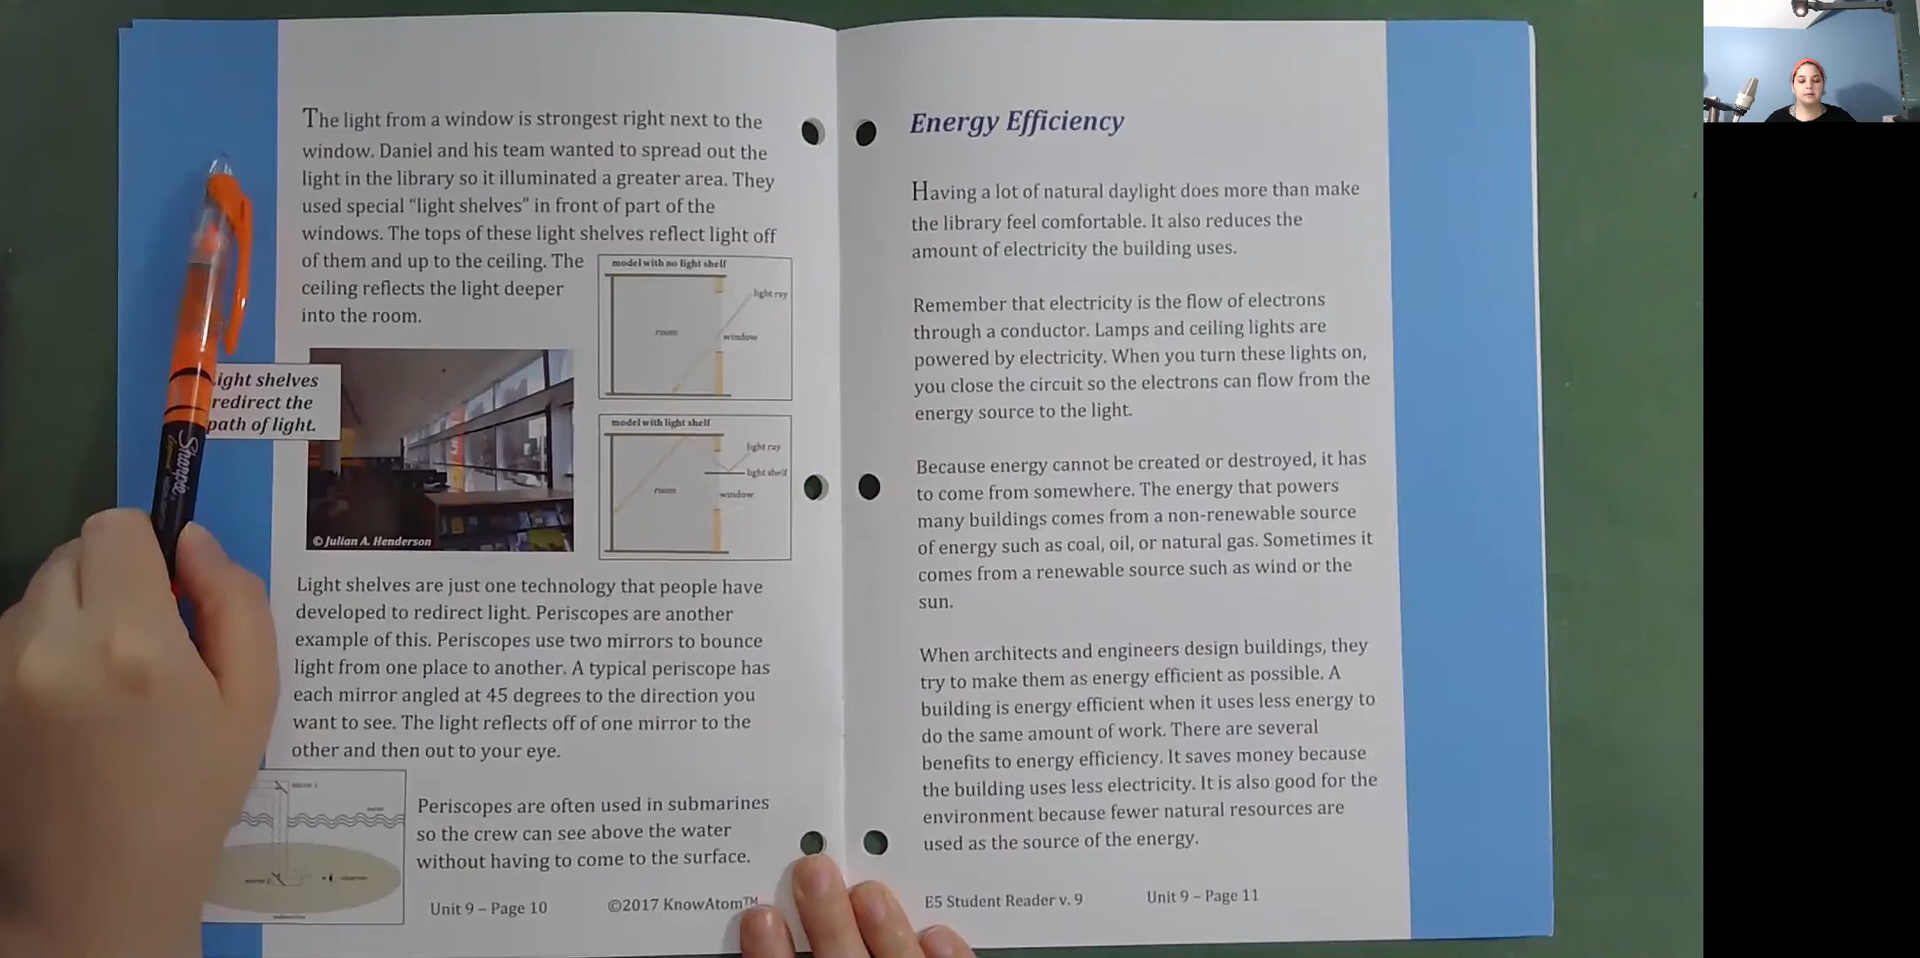 The light from a window is strongest right next to the
window. Daniel and his team wanted to spread out the
light in the library so it illuminated a greater area. They
used special "light shelves" in front of part of the
windows. The tops of these light shelves reflect light off
of them and up to the ceiling. The
ceiling reflects the light deeper
into the room.
model with no light shelf
light ray
room
window
ight shelves
redirect the
path of light.
© Julian A. Henderson
model with light shelf
light ray
light shelf
room
window
Light shelves are just one technology that people have
developed to redirect light. Periscopes are another
example of this. Periscopes use two mirrors to bounce
light from one place to another. A typical periscope has
each mirror angled at 45 degrees to the direction you
want to see. The light reflects off of one mirror to the
other and then out to your eye.
Periscopes are often used in submarines
so the crew can see above the water
without having to come to the surface.
Unit 9 – Page 10
©2017 KnowAtom™
Sharpie
Energy Efficiency
Having a lot of natural daylight does more than make
the library feel comfortable. It also reduces the
amount of electricity the building uses.
Remember that electricity is the flow of electrons
through a conductor. Lamps and ceiling lights are
powered by electricity. When you turn these lights on,
you close the circuit so the electrons can flow from the
energy source to the light.
Because energy cannot be created or destroyed, it has
to come from somewhere. The energy that powers
many buildings comes from a non-renewable source
of energy such as coal, oil, or natural gas. Sometimes it
comes from a renewable source such as wind or the
sun.
When architects and engineers design buildings, they
try to make them as energy efficient as possible. A
building is energy efficient when it uses less energy to
do the same amount of work. There are several
benefits to energy efficiency. It saves money because
the building uses less electricity. It is also good for the
environment because fewer natural resources are
used as the source of the energy.
E5 Student Reader v. 9
Unit 9 – Page 11